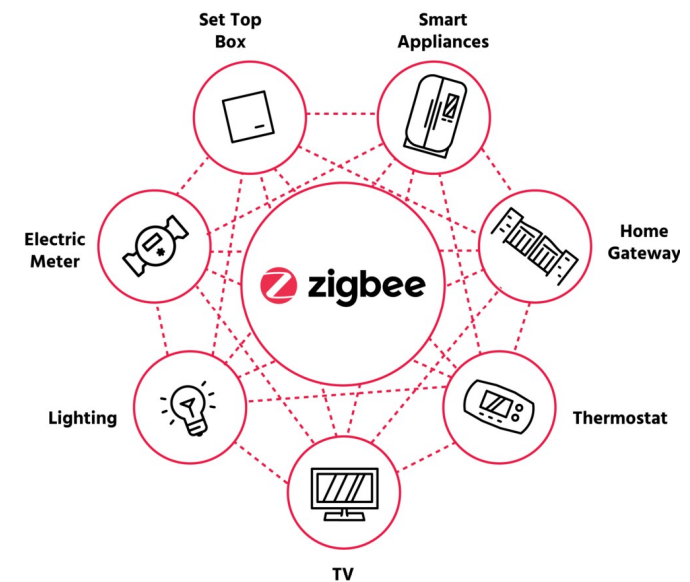 Set Top
Box
Smart
Appliances
Electric
Meter
zigbee
Home
Gateway
Lighting
Thermostat
TV